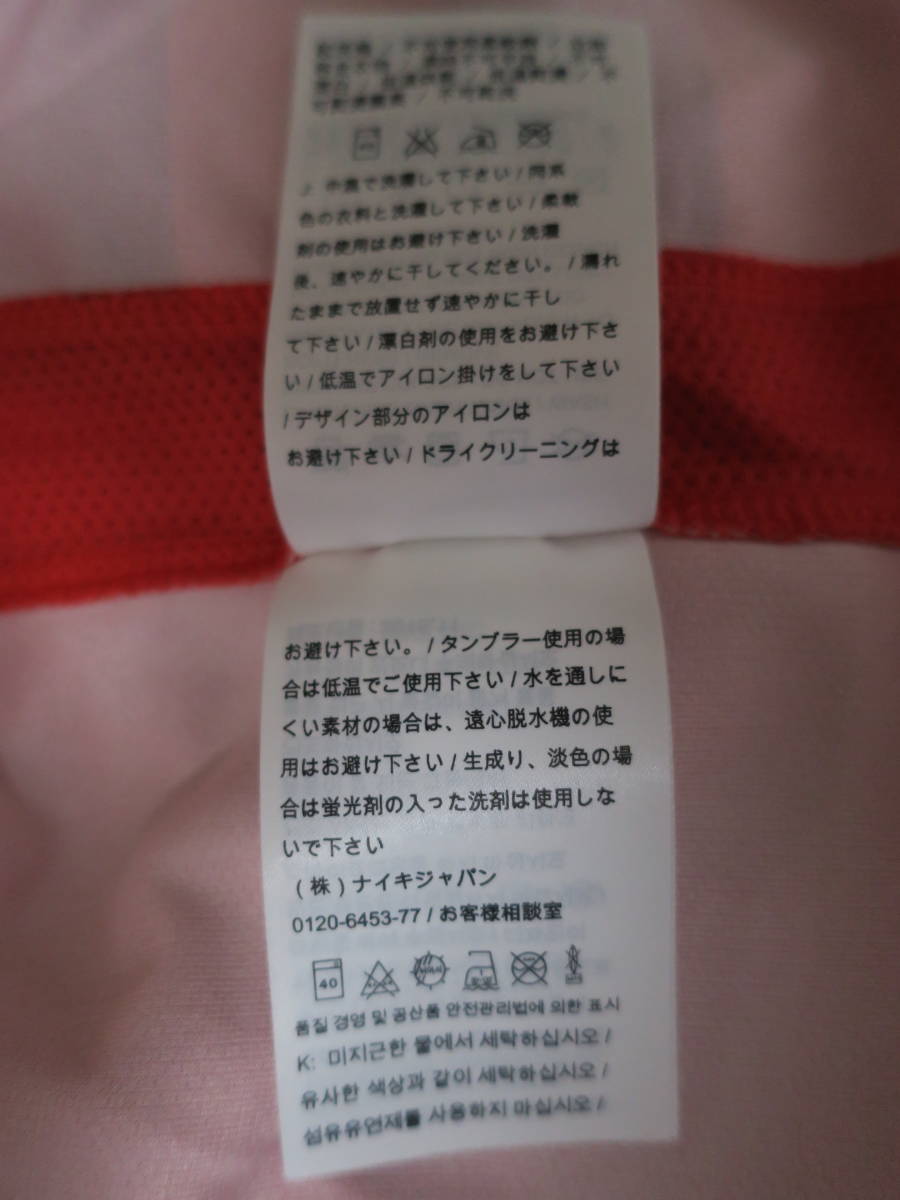 J: 中温で洗濯して下さい / 同系
色の衣料と洗濯して下さい / 柔軟
剤の使用はお避け下さい / 洗濯
後、速やかに干してください。 / 濡れ
たままで放置せず速やかに干し
て下さい / 漂白剤の使用をお避け下さ
い / 低温でアイロン掛けをして下さい
/ デザイン部分のアイロンは
お避け下さい / ドライクリーニングは
お避け下さい。 / タンブラー使用の場
合は低温でご使用下さい / 水を通しに
くい素材の場合は、遠心脱水機の使
用はお避け下さい / 生成り、淡色の場
合は蛍光剤の入った洗剤は使用しな
いで下さい
(株) ナイキジャパン
0120-6453-77 / お客様相談室
40
품질 경영 및 공산품 안전관리법에 의한 표시
K: 미지근한 물에서 세탁하십시오 /
유사한 색상과 같이 세탁하십시오 /
섬유유연제를 사용하지 마십시오 /